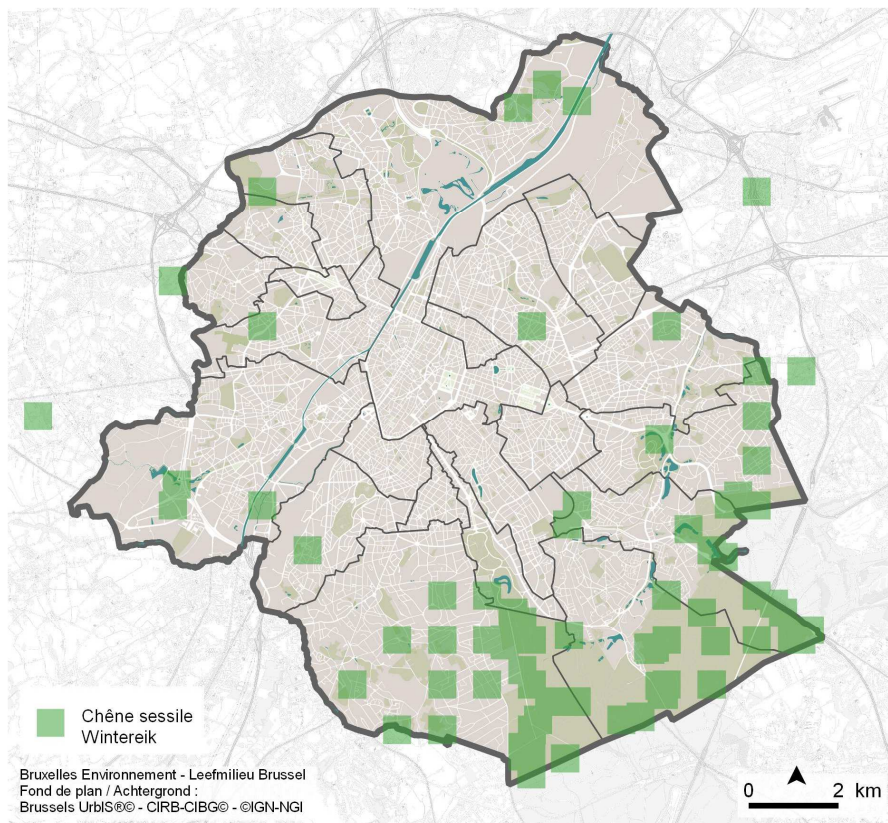 Chêne sessile
Wintereik
Bruxelles Environnement - Leefmilieu Brussel
Fond de plan / Achtergrond :
Brussels UrbIS®© - CIRB-CIBG© - ©IGN-NGI
0 2 km